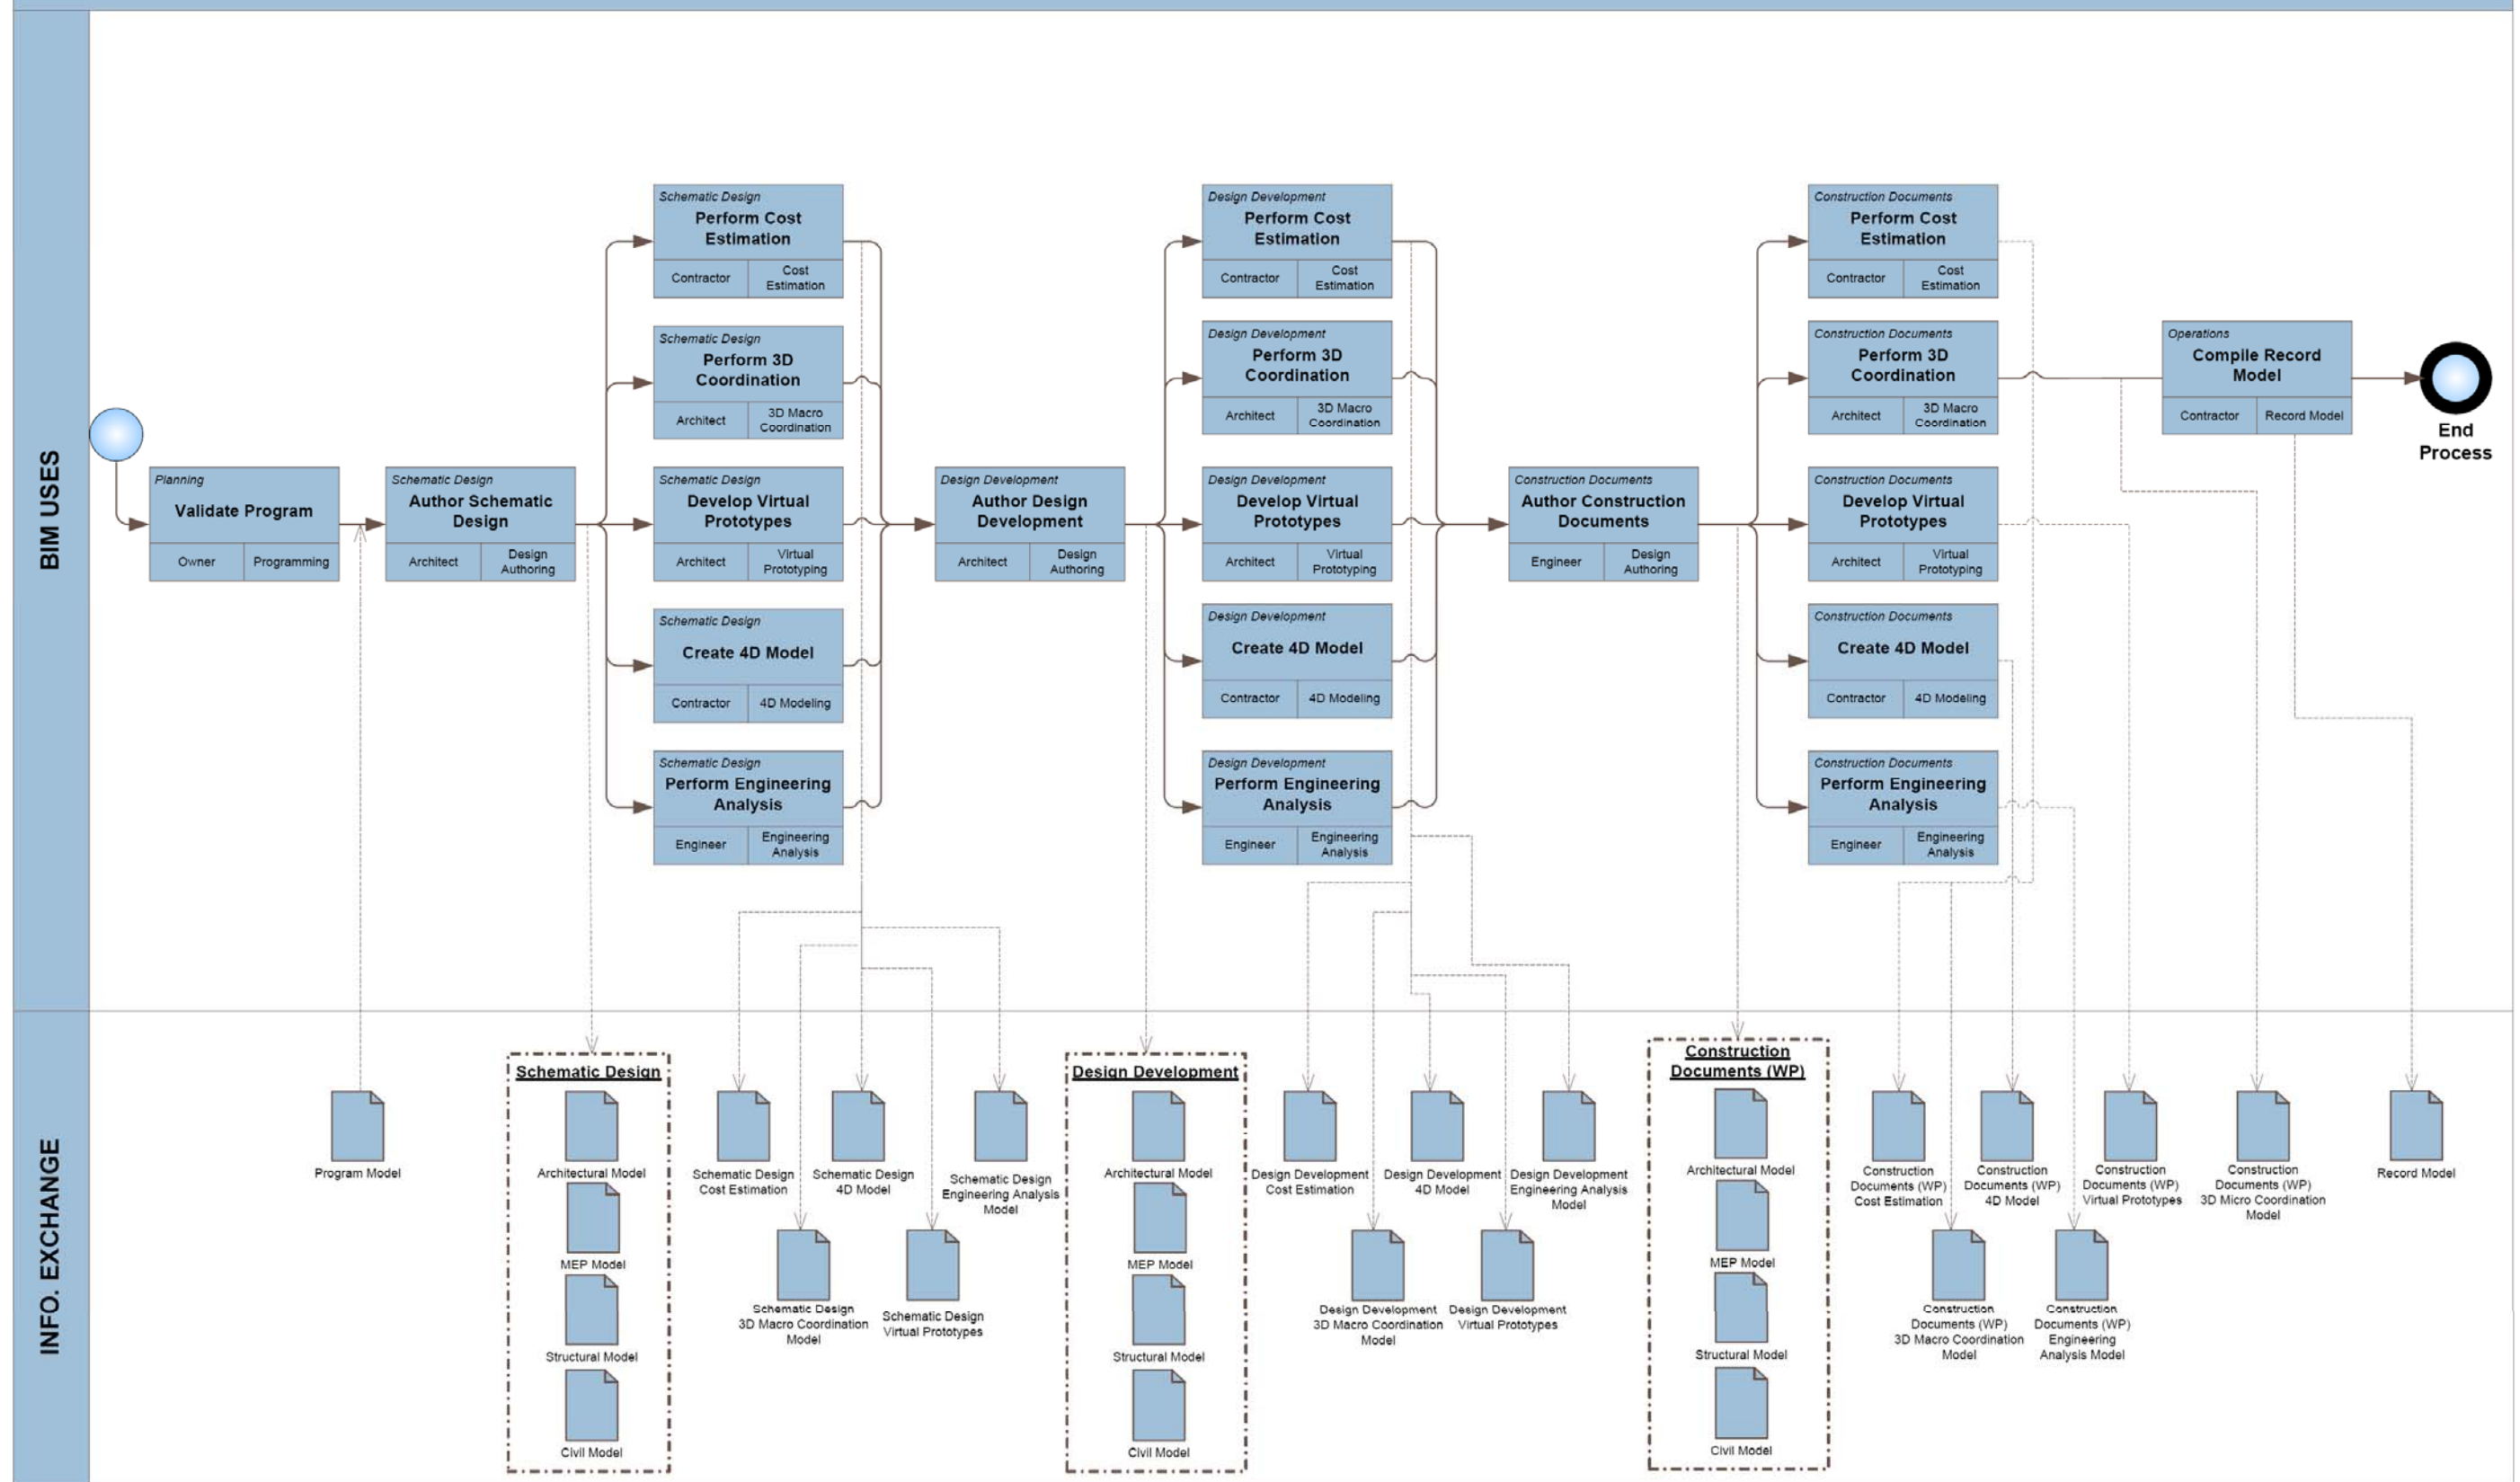 BIM USES
Planning
Validate Program
Owner
Programming
Schematic Design
Author Schematic
Design
Architect
Design
Authoring
Schematic Design
Perform Cost
Estimation
Contractor
Cost
Estimation
Schematic Design
Perform 3D
Coordination
Architect
3D Macro
Coordination
Schematic Design
Develop Virtual
Prototypes
Architect
Virtual
Prototyping
Schematic Design
Create 4D Model
Contractor
4D Modeling
Schematic Design
Perform Engineering
Analysis
Engineer
Engineering
Analysis
Design Development
Author Design
Development
Architect
Design
Authoring
Design Development
Perform Cost
Estimation
Contractor
Cost
Estimation
Design Development
Perform 3D
Coordination
Architect
3D Macro
Coordination
Design Development
Develop Virtual
Prototypes
Architect
Virtual
Prototyping
Design Development
Create 4D Model
Contractor
4D Modeling
Design Development
Perform Engineering
Analysis
Engineer
Engineering
Analysis
Construction Documents
Author Construction
Documents
Engineer
Design
Authoring
Construction Documents
Perform Cost
Estimation
Contractor
Cost
Estimation
Construction Documents
Perform 3D
Coordination
Architect
3D Macro
Coordination
Construction Documents
Develop Virtual
Prototypes
Architect
Virtual
Prototyping
Construction Documents
Create 4D Model
Contractor
4D Modeling
Construction Documents
Perform Engineering
Analysis
Engineer
Engineering
Analysis
Operations
Compile Record
Model
Contractor
Record Model
End
Process
INFO. EXCHANGE
Program Model
Schematic Design
Architectural Model
MEP Model
Structural Model
Civil Model
Schematic Design
Cost Estimation
Schematic Design
3D Macro Coordination
Model
Schematic Design
4D Model
Schematic Design
Virtual Prototypes
Schematic Design
Engineering Analysis
Model
Design Development
Architectural Model
MEP Model
Structural Model
Civil Model
Design Development
Cost Estimation
Design Development
3D Macro Coordination
Model
Design Development
4D Model
Design Development
Virtual Prototypes
Design Development
Engineering Analysis
Model
Construction
Documents (WP)
Architectural Model
MEP Model
Structural Model
Civil Model
Construction
Documents (WP)
Cost Estimation
Construction
Documents (WP)
3D Macro Coordination
Model
Construction
Documents (WP)
4D Model
Construction
Documents (WP)
Engineering
Analysis Model
Construction
Documents (WP)
Virtual Prototypes
Construction
Documents (WP)
3D Micro Coordination
Model
Record Model